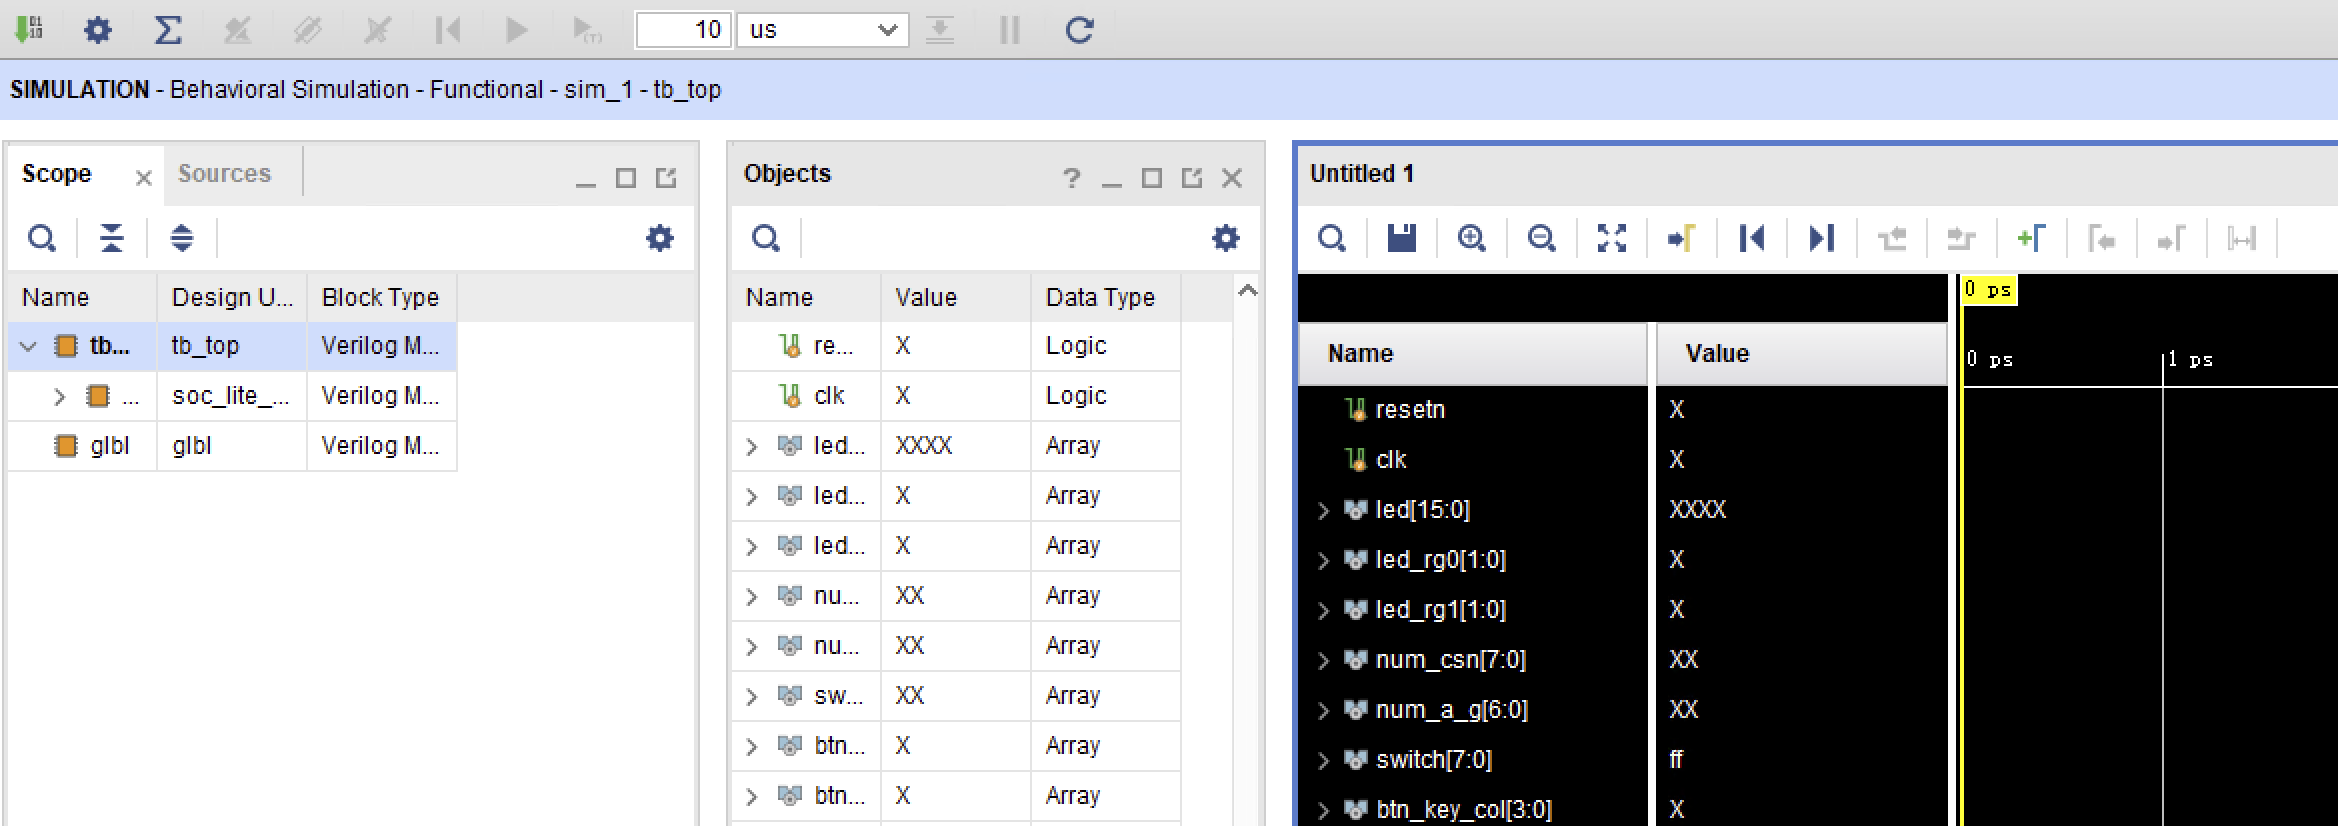 01
10
(T)
10 us
SIMULATION - Behavioral Simulation - Functional - sim_1 - tb_top
Scope Sources
Name Design U... Block Type
tb... tb_top Verilog M...
... soc_lite_... Verilog M...
glbl glbl Verilog M...
Objects ?
Name Value Data Type
re... X Logic
clk X Logic
led... XXXX Array
led... X Array
led... X Array
nu... XX Array
nu... XX Array
sw... XX Array
btn... X Array
btn... X Array
Untitled 1
0 ps
Name Value
0 ps 1 ps
resetn X
clk X
led[15:0] XXXX
led_rg0[1:0] X
led_rg1[1:0] X
num_csn[7:0] XX
num_a_g[6:0] XX
switch[7:0] ff
btn_key_col[3:0] X